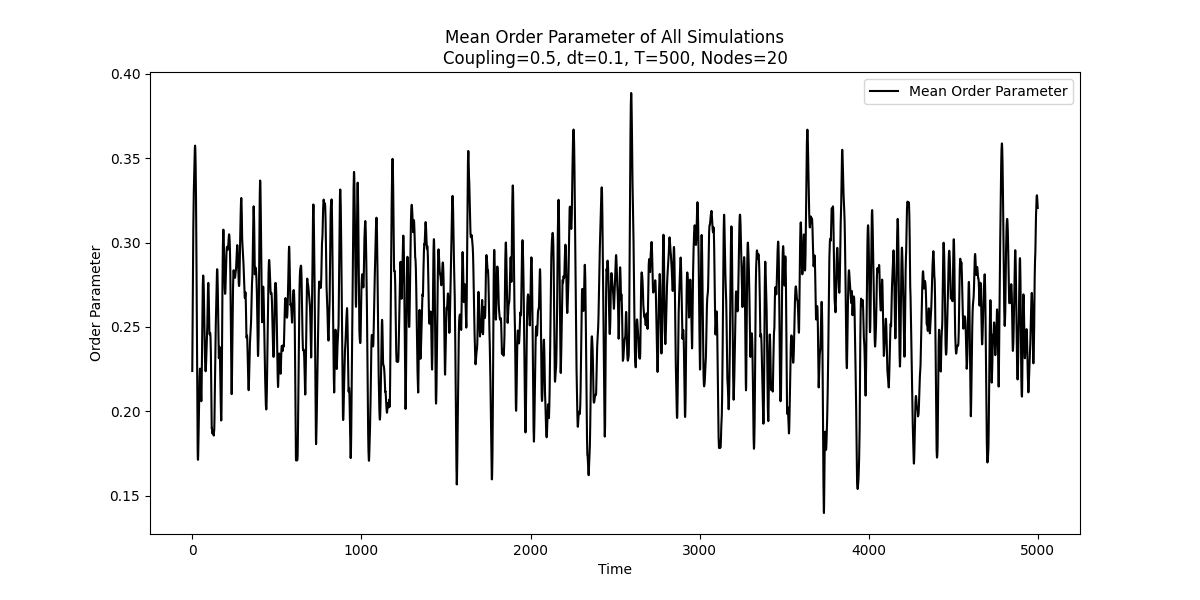 Mean Order Parameter of All Simulations
Coupling=0.5, dt=0.1, T=500, Nodes=20
Mean Order Parameter
0.40
0.35
0.30
0.25
0.20
0.15
Order Parameter
0 1000 2000 3000 4000 5000
Time